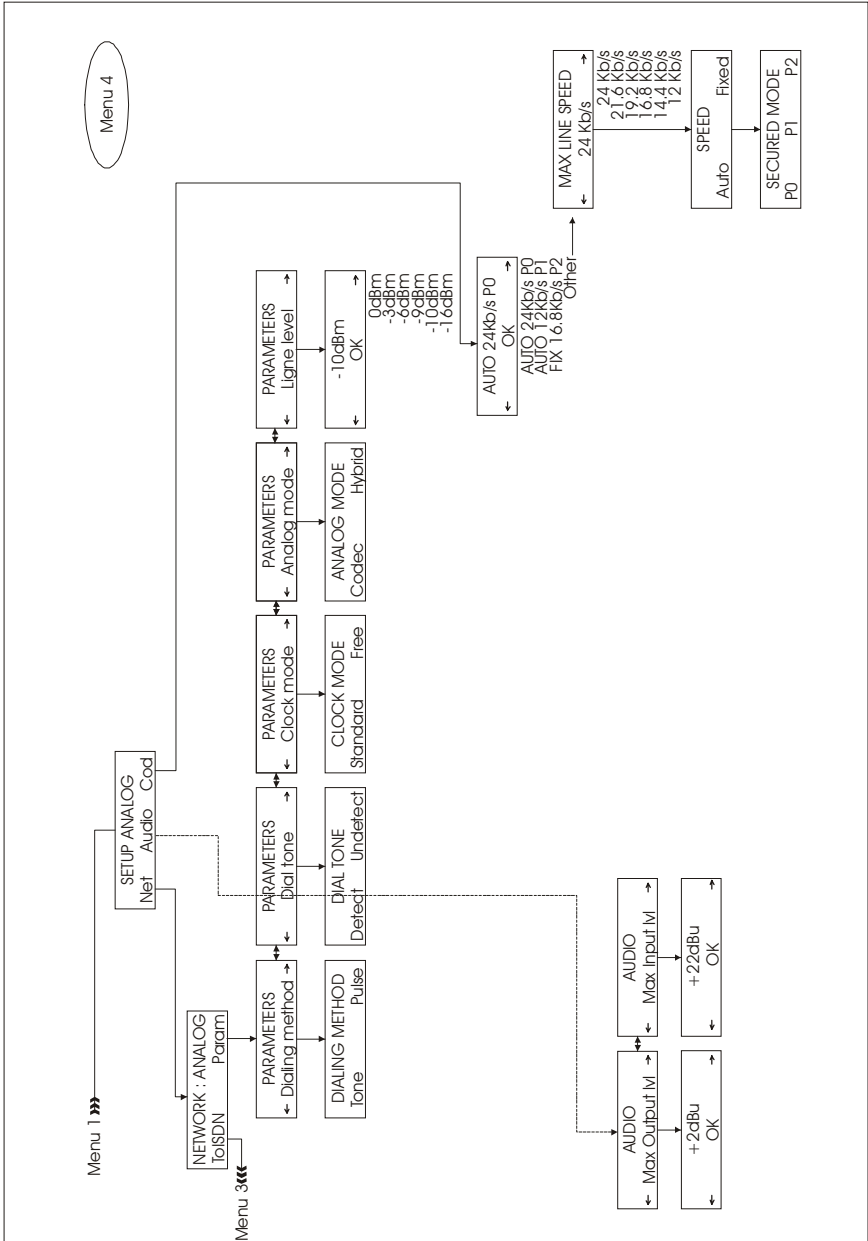 Menu 4
Menu 1
SETUP ANALOG
Net Audio Cod
NETWORK : ANALOG
ToISDN Param
Menu 3
PARAMETERS
← Dialing method →
DIALING METHOD
Tone Pulse
PARAMETERS
← Dial tone →
DIAL TONE
Detect Undetect
PARAMETERS
← Clock mode →
CLOCK MODE
Standard Free
PARAMETERS
← Analog mode →
ANALOG MODE
Codec Hybrid
PARAMETERS
← Ligne level →
-10dBm
← OK →
0dBm
-3dBm
-6dBm
-9dBm
-10dBm
-16dBm
AUDIO
← Max Output lvl →
+2dBu
← OK →
AUDIO
← Max Input lvl →
+22dBu
← OK →
AUTO 24Kb/s P0
← OK →
AUTO 24Kb/s P0
AUTO 12Kb/s P1
FIX 16.8Kb/s P2
Other
MAX LINE SPEED
← 24 Kb/s →
24 Kb/s
21.6 Kb/s
19.2 Kb/s
16.8 Kb/s
14.4 Kb/s
12 Kb/s
SPEED
Auto Fixed
SECURED MODE
P0 P1 P2